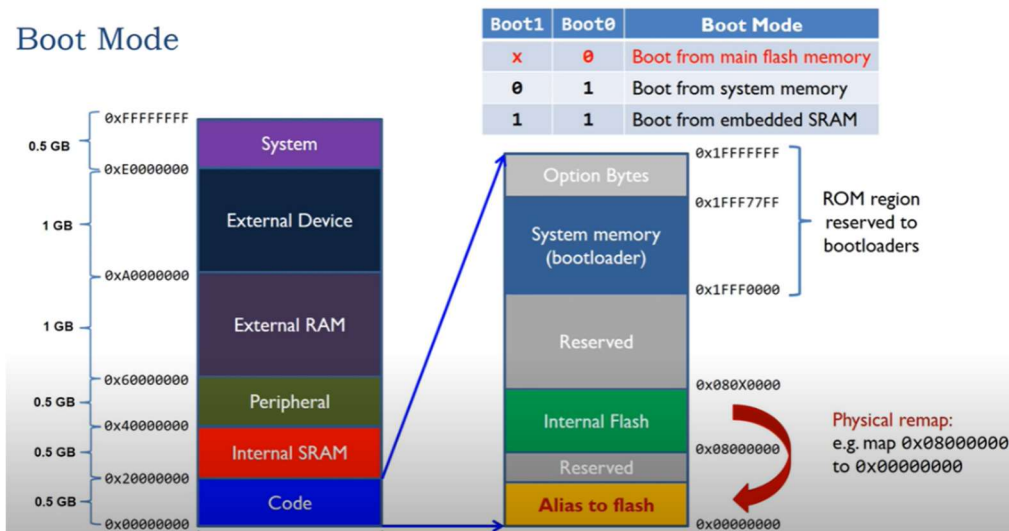 Boot Mode
Boot1 Boot0 Boot Mode
x 0 Boot from main flash memory
0 1 Boot from system memory
1 1 Boot from embedded SRAM
0xFFFFFFFF
0.5 GB
System
0xE0000000
1 GB
External Device
0xA0000000
1 GB
External RAM
0x60000000
0.5 GB
Peripheral
0x40000000
0.5 GB
Internal SRAM
0x20000000
0.5 GB
Code
0x00000000
0x1FFFFFFF
Option Bytes
0x1FFF77FF
System memory
(bootloader)
0x1FFF0000
ROM region
reserved to
bootloaders
Reserved
0x080X0000
Internal Flash
0x08000000
Reserved
Alias to flash
0x00000000
Physical remap:
e.g. map 0x08000000
to 0x00000000